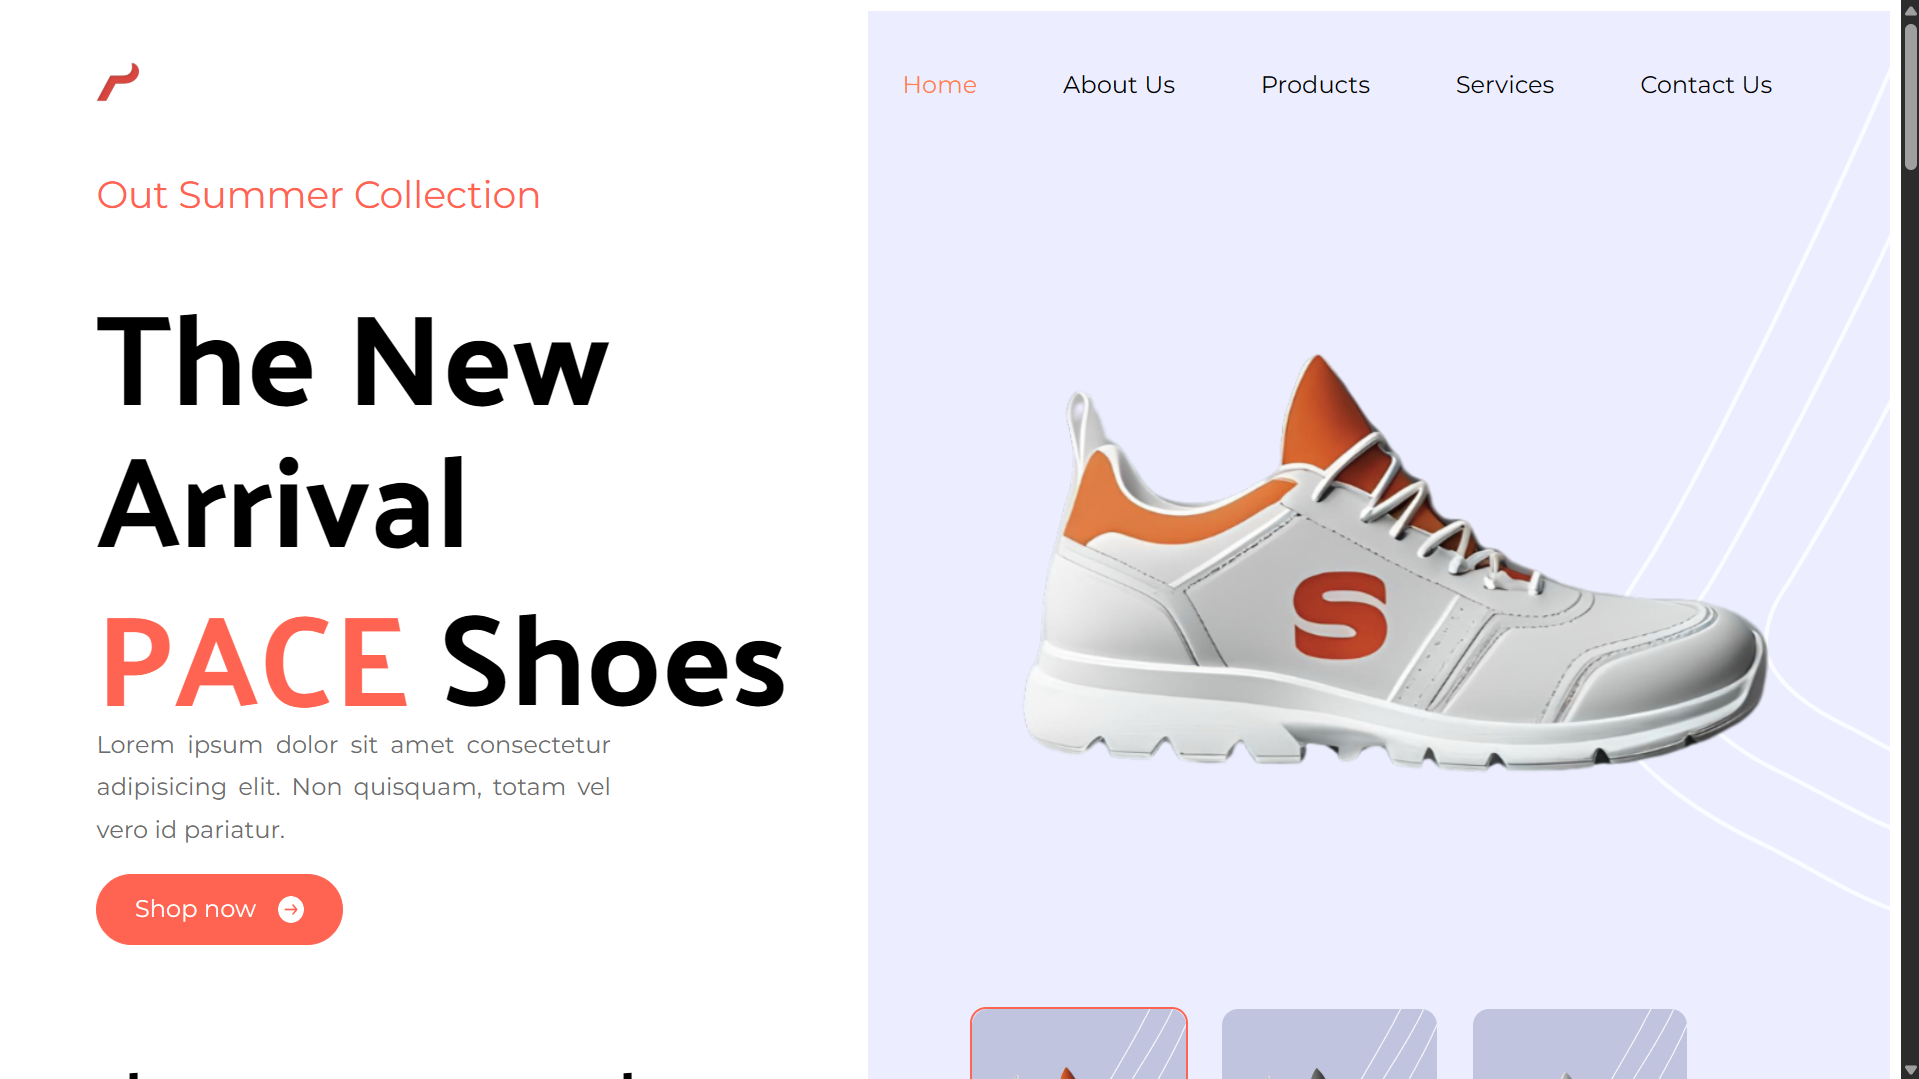 Home
About Us
Products
Services
Contact Us
Out Summer Collection
The New
Arrival
PACE Shoes
Lorem ipsum dolor sit amet consectetur
adipisicing elit. Non quisquam, totam vel
vero id pariatur.
Shop now
S